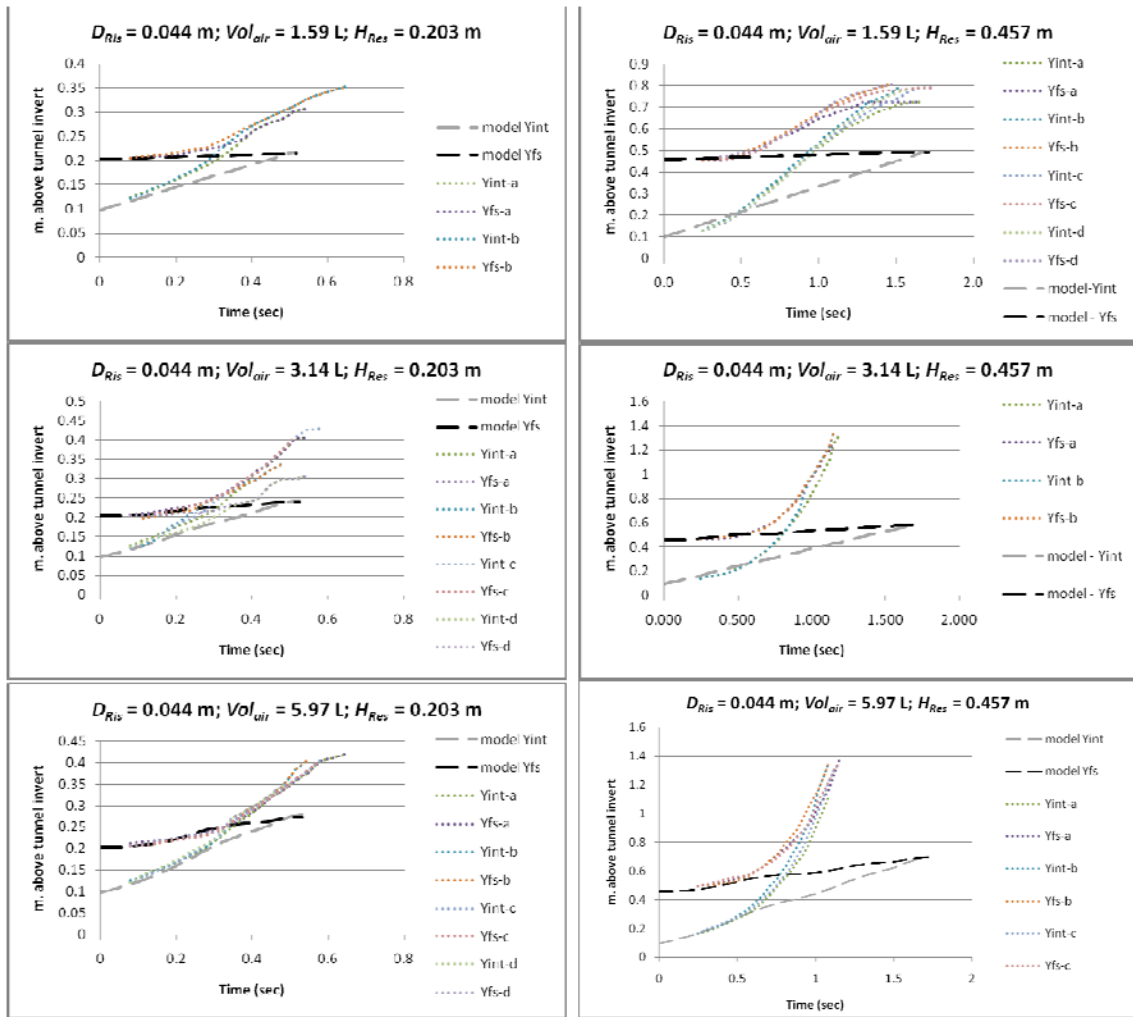 D_Ris = 0.044 m; Vol_air = 1.59 L; H_Res = 0.203 m
0.4
0.35
0.3
0.25
0.2
0.15
0.1
0.05
0
0 0.2 0.4 0.6 0.8
m. above tunnel invert
Time (sec)
model Yint
model Yfs
Yint-a
Yfs-a
Yint-b
Yfs-b
D_Ris = 0.044 m; Vol_air = 1.59 L; H_Res = 0.457 m
0.9
0.8
0.7
0.6
0.5
0.4
0.3
0.2
0.1
0.0 0.5 1.0 1.5 2.0
m. above tunnel invert
Time (sec)
Yint-a
Yfs-a
Yint-b
Yfs-b
Yint-c
Yfs-c
Yint-d
Yfs-d
model-Yint
model - Yfs
D_Ris = 0.044 m; Vol_air = 3.14 L; H_Res = 0.203 m
0.5
0.45
0.4
0.35
0.3
0.25
0.2
0.15
0.1
0.05
0
0 0.2 0.4 0.6 0.8
m. above tunnel invert
Time (sec)
model Yint
model Yfs
Yint-a
Yfs-a
Yint-b
Yfs-b
Yint-c
Yfs-c
Yint-d
Yfs-d
D_Ris = 0.044 m; Vol_air = 3.14 L; H_Res = 0.457 m
1.6
1.4
1.2
1
0.8
0.6
0.4
0.2
0
0.000 0.500 1.000 1.500 2.000
m. above tunnel invert
Time (sec)
Yint-a
Yfs-a
Yint-b
Yfs-b
model - Yint
model - Yfs
D_Ris = 0.044 m; Vol_air = 5.97 L; H_Res = 0.203 m
0.45
0.4
0.35
0.3
0.25
0.2
0.15
0.1
0.05
0
0 0.2 0.4 0.6 0.8
m. above tunnel invert
Time (sec)
model Yint
model Yfs
Yint-a
Yfs-a
Yint-b
Yfs-b
Yint-c
Yfs-c
Yint-d
Yfs-d
D_Ris = 0.044 m; Vol_air = 5.97 L; H_Res = 0.457 m
1.6
1.4
1.2
1
0.8
0.6
0.4
0.2
0
0 0.5 1 1.5 2
m. above tunnel invert
Time (sec)
model Yint
model Yfs
Yint-a
Yfs-a
Yint-b
Yfs-b
Yint-c
Yfs-c